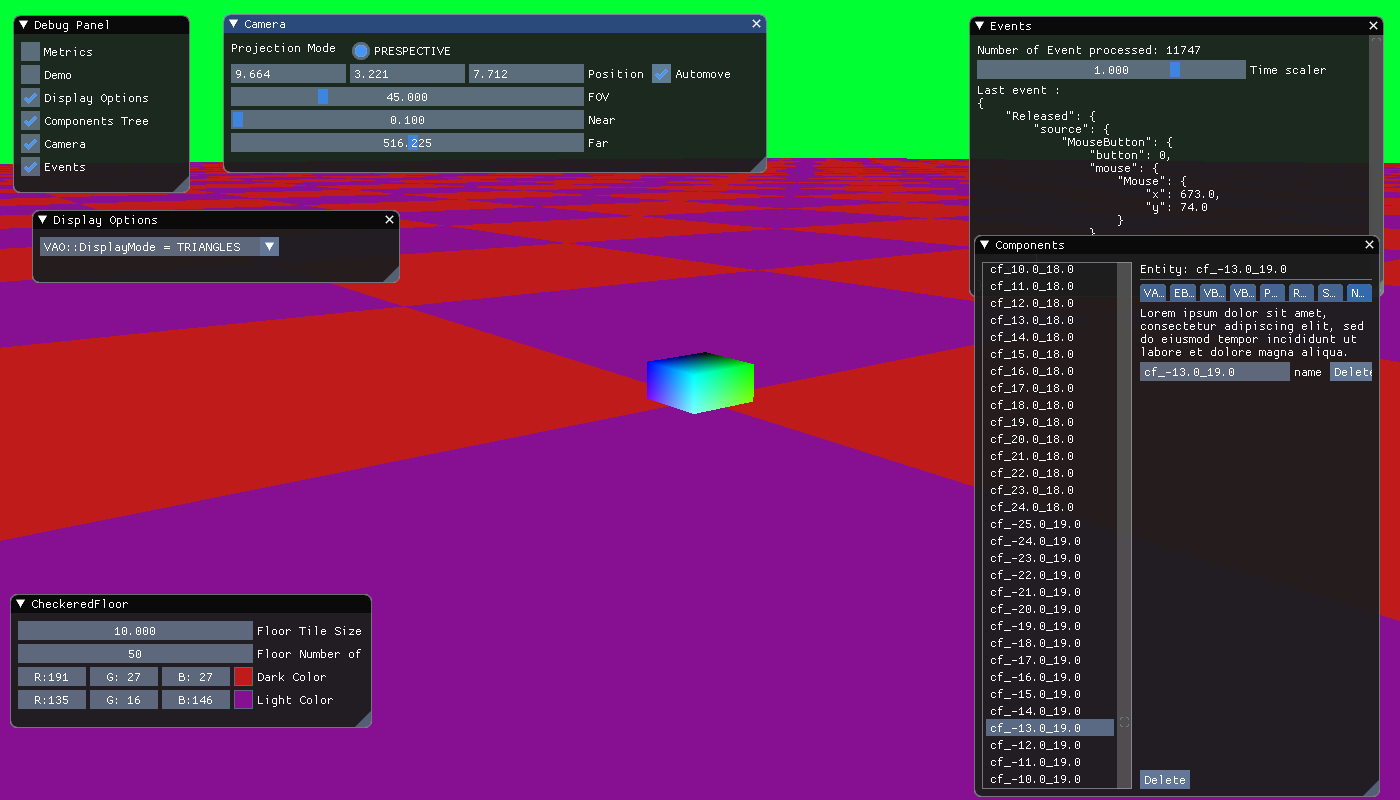 Debug Panel
Metrics
Demo
Display Options
Components Tree
Camera
Events
Camera
Projection Mode PRESPECTIVE
9.664 3.221 7.712 Position Automove
45.000 FOV
0.100 Near
516.225 Far
Display Options
VAO::DisplayMode = TRIANGLES
Events
Number of Event processed: 11747
1.000 Time scaler
Last event :
{
"Released": {
"source": {
"MouseButton": {
"button": 0,
"mouse": {
"Mouse": {
"x": 673.0,
"y": 74.0
}
}
Components
cf_10.0_18.0
cf_11.0_18.0
cf_12.0_18.0
cf_13.0_18.0
cf_14.0_18.0
cf_15.0_18.0
cf_16.0_18.0
cf_17.0_18.0
cf_18.0_18.0
cf_19.0_18.0
cf_20.0_18.0
cf_21.0_18.0
cf_22.0_18.0
cf_23.0_18.0
cf_24.0_18.0
cf_-25.0_19.0
cf_-24.0_19.0
cf_-23.0_19.0
cf_-22.0_19.0
cf_-21.0_19.0
cf_-20.0_19.0
cf_-19.0_19.0
cf_-18.0_19.0
cf_-17.0_19.0
cf_-16.0_19.0
cf_-15.0_19.0
cf_-14.0_19.0
cf_-13.0_19.0
cf_-12.0_19.0
cf_-11.0_19.0
cf_-10.0_19.0
Entity: cf_-13.0_19.0
VA… EB… VB… VB… P… R… S… N…
Lorem ipsum dolor sit amet,
consectetur adipiscing elit, sed
do eiusmod tempor incididunt ut
labore et dolore magna aliqua.
cf_-13.0_19.0 name Delete
Delete
CheckeredFloor
10.000 Floor Tile Size
50 Floor Number of
R:191 G: 27 B: 27 Dark Color
R:135 G: 16 B:146 Light Color